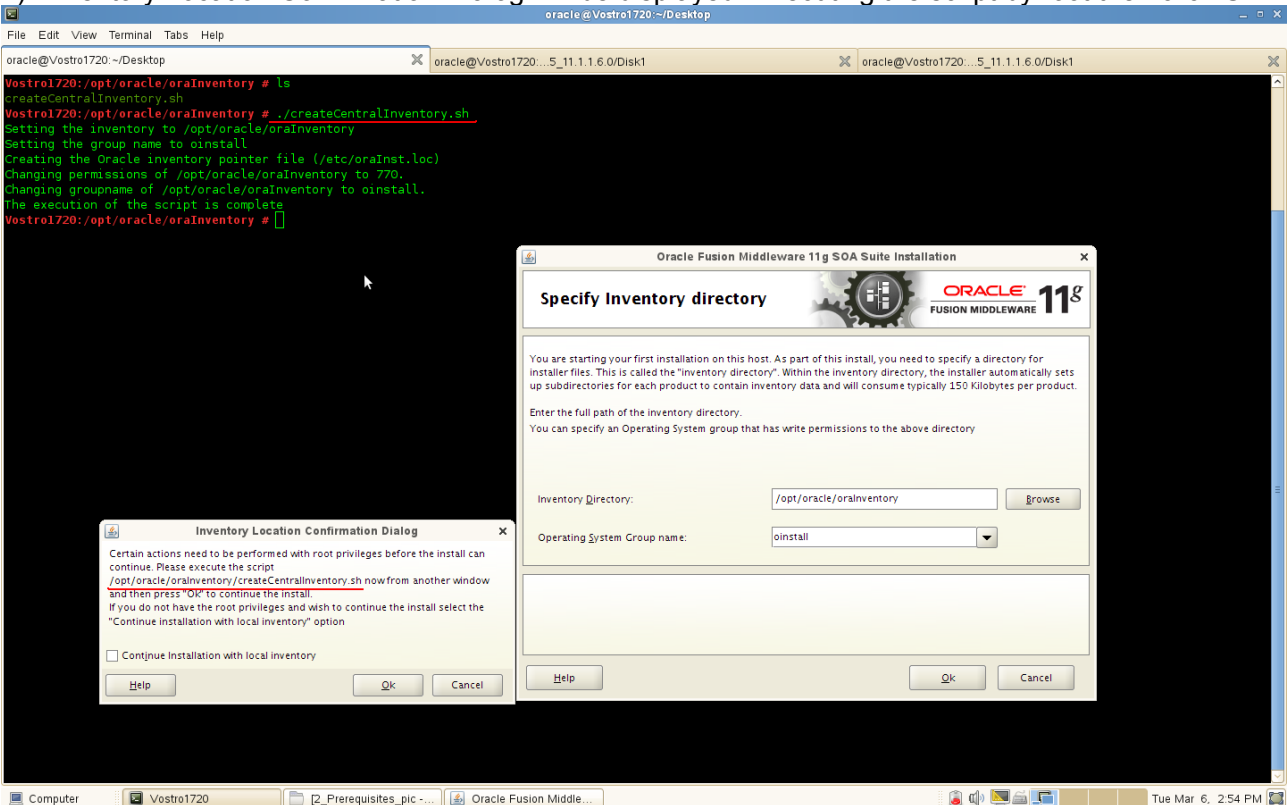 oracle@Vostro1720:~/Desktop
File Edit View Terminal Tabs Help
oracle@Vostro1720:~/Desktop
oracle@Vostro1720:...5_11.1.1.6.0/Disk1
oracle@Vostro1720:...5_11.1.1.6.0/Disk1
Vostro1720:/opt/oracle/oraInventory # ls
createCentralInventory.sh
Vostro1720:/opt/oracle/oraInventory # ./createCentralInventory.sh
Setting the inventory to /opt/oracle/oraInventory
Setting the group name to oinstall
Creating the Oracle inventory pointer file (/etc/oraInst.loc)
Changing permissions of /opt/oracle/oraInventory to 770.
Changing groupname of /opt/oracle/oraInventory to oinstall.
The execution of the script is complete
Vostro1720:/opt/oracle/oraInventory #
Oracle Fusion Middleware 11g SOA Suite Installation
Specify Inventory directory
ORACLE
FUSION MIDDLEWARE
11g
You are starting your first installation on this host. As part of this install, you need to specify a directory for
installer files. This is called the "inventory directory". Within the inventory directory, the installer automatically sets
up subdirectories for each product to contain inventory data and will consume typically 150 Kilobytes per product.
Enter the full path of the inventory directory.
You can specify an Operating System group that has write permissions to the above directory
Inventory Directory: /opt/oracle/oraInventory Browse
Operating System Group name: oinstall
Help Ok Cancel
Inventory Location Confirmation Dialog
Certain actions need to be performed with root privileges before the install can
continue. Please execute the script
/opt/oracle/oraInventory/createCentralInventory.sh now from another window
and then press "Ok" to continue the install.
If you do not have the root privileges and wish to continue the install select the
"Continue installation with local inventory" option
Continue Installation with local inventory
Help Ok Cancel
Computer Vostro1720 [2_Prerequisites_pic -... Oracle Fusion Middle... Tue Mar 6, 2:54 PM